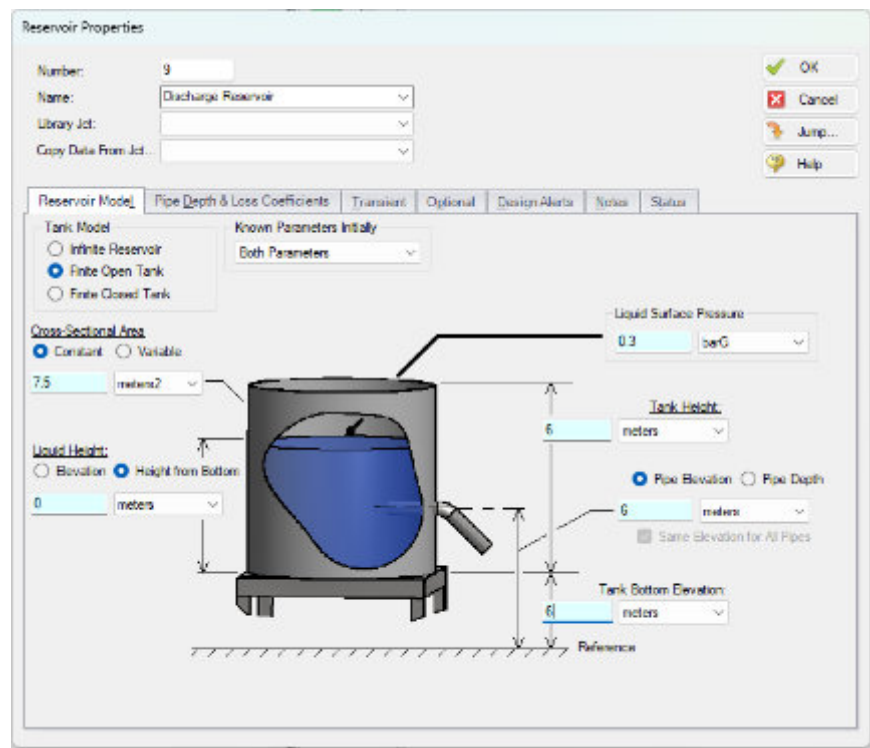 Reservoir Properties
Number: 9
Name: Discharge Reservoir
Library Jct:
Copy Data From Jct...
OK
Cancel
Jump...
Help
Reservoir Model Pipe Depth & Loss Coefficients Transient Optional Design Alerts Notes Status
Tank Model
Infinite Reservoir
Finite Open Tank
Finite Closed Tank
Known Parameters Initially
Both Parameters
Liquid Surface Pressure
0.3 barG
Cross-Sectional Area
Constant Variable
7.5 meters2
Tank Height:
6 meters
Liquid Height:
Elevation Height from Bottom
0 meters
Pipe Elevation Pipe Depth
6 meters
Same Elevation for All Pipes
Tank Bottom Elevation:
6 meters
Reference